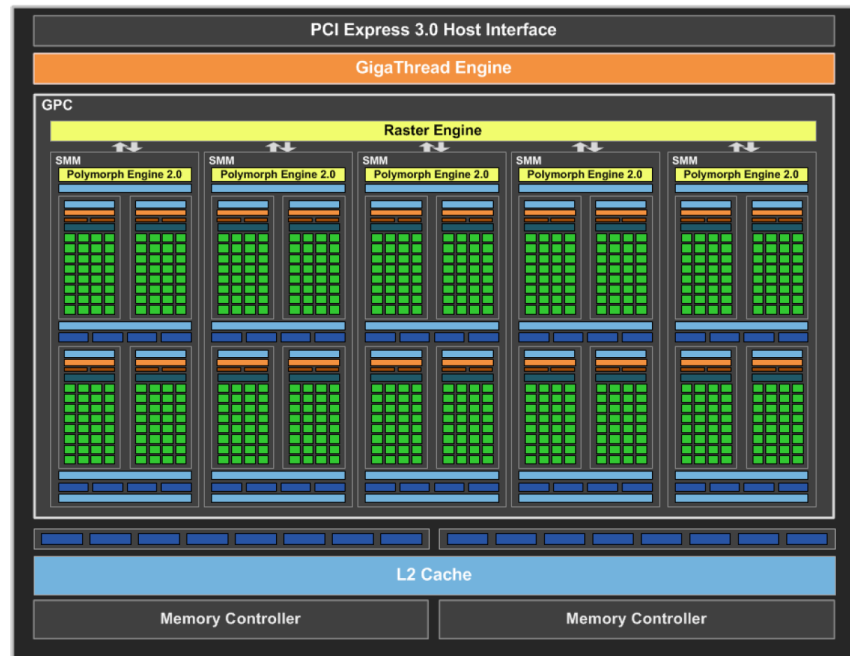 PCI Express 3.0 Host Interface
GigaThread Engine
GPC
Raster Engine
SMM
SMM
SMM
SMM
SMM
Polymorph Engine 2.0
Polymorph Engine 2.0
Polymorph Engine 2.0
Polymorph Engine 2.0
Polymorph Engine 2.0
L2 Cache
Memory Controller
Memory Controller